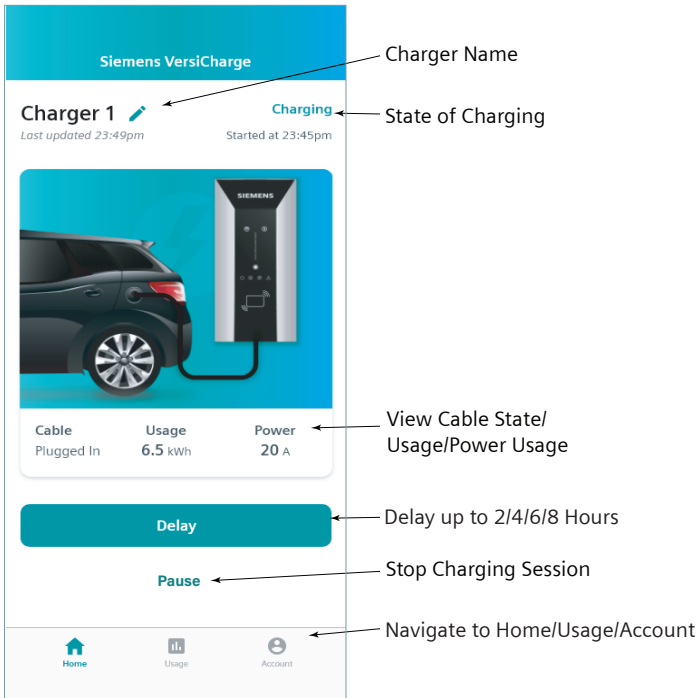 Siemens VersiCharge
Charger Name
Charger 1
Charging
State of Charging
Last updated 23:49pm
Started at 23:45pm
SIEMENS
View Cable State/
Usage/Power Usage
Cable Usage Power
Plugged In 6.5 kWh 20 A
Delay
Delay up to 2/4/6/8 Hours
Pause
Stop Charging Session
Navigate to Home/Usage/Account
Home Usage Account